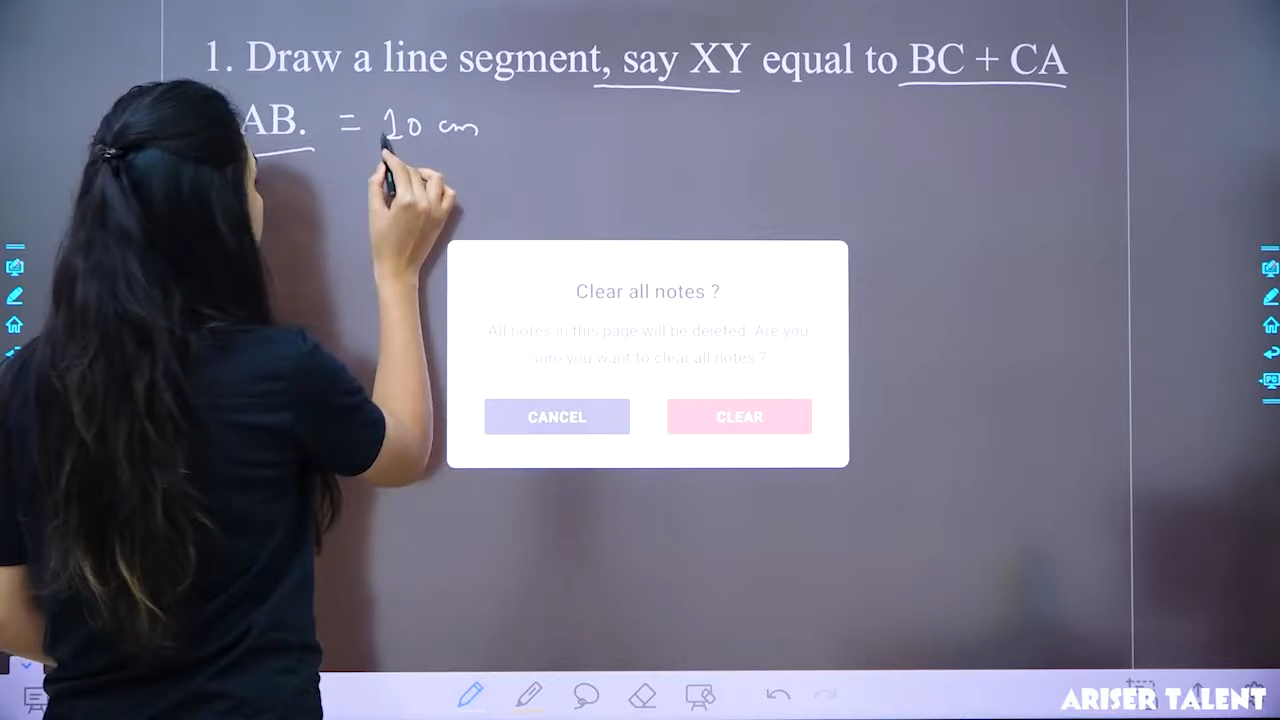 1. Draw a line segment, say XY equal to BC + CA
AB. = 10 cm
Clear all notes ?
All notes in this page will be deleted. Are you
sure you want to clear all notes ?
CANCEL CLEAR
ARISER TALENT